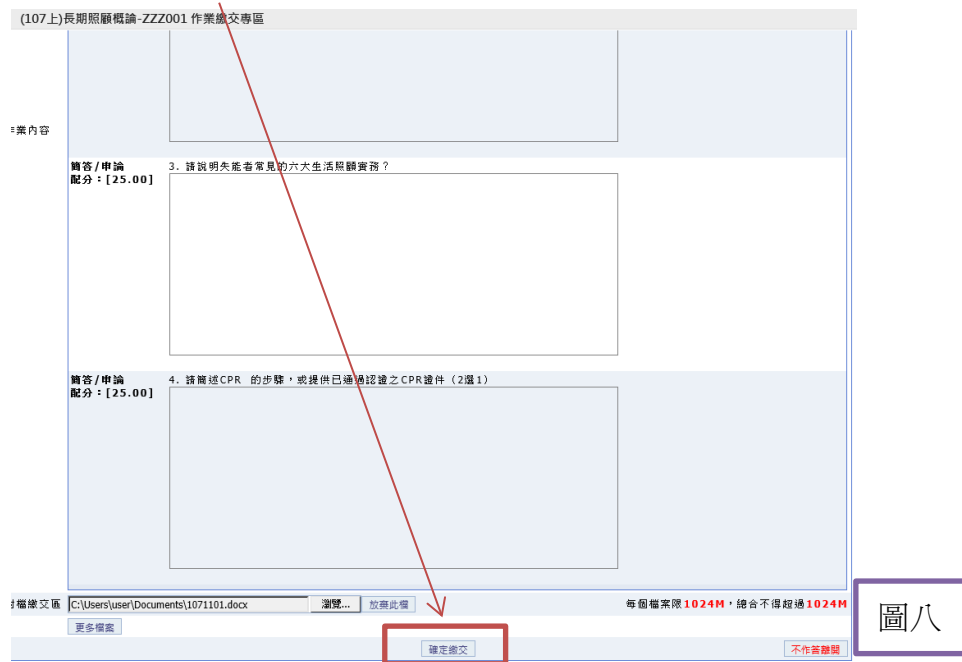 (107上)長期照顧概論-ZZZ001 作業繳交專區
業內容
簡答/申論
配分：[25.00]
3. 請說明失能者常見的六大生活照顧實務？
簡答/申論
配分：[25.00]
4. 請簡述CPR 的步驟，或提供已通過認證之CPR證件（2選1）
檔繳交區 C:\Users\user\Documents\1071101.docx 瀏覽... 放棄此檔 每個檔案限1024M，總合不得超過1024M
更多檔案
確定繳交 不作答離開
圖八